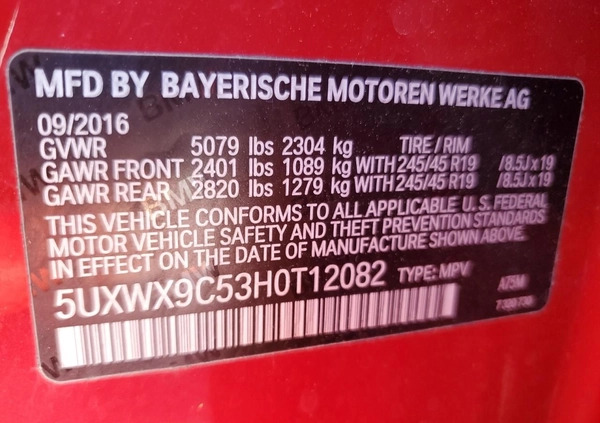 MFD BY BAYERISCHE MOTOREN WERKE AG
09/2016
GVWR 5079 lbs 2304 kg TIRE / RIM
GAWR FRONT 2401 lbs 1089 kg WITH 245/45 R19 /8.5J x 19
GAWR REAR 2820 lbs 1279 kg WITH 245/45 R19 /8.5J x 19
THIS VEHICLE CONFORMS TO ALL APPLICABLE U. S. FEDERAL
MOTOR VEHICLE SAFETY AND THEFT PREVENTION STANDARDS
IN EFFECT ON THE DATE OF MANUFACTURE SHOWN ABOVE.
5UXWX9C53H0T12082 TYPE: MPV A75M